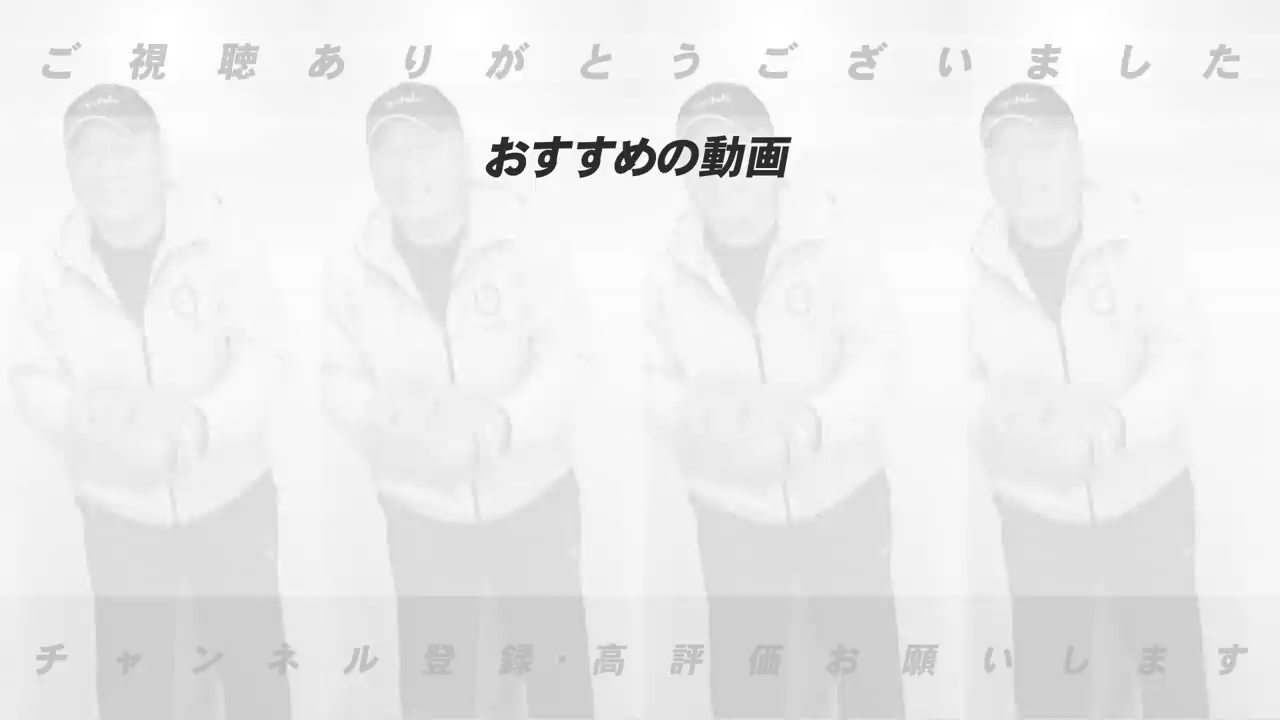 ご視聴ありがとうございました
おすすめの動画
チャンネル登録・高評価お願いします